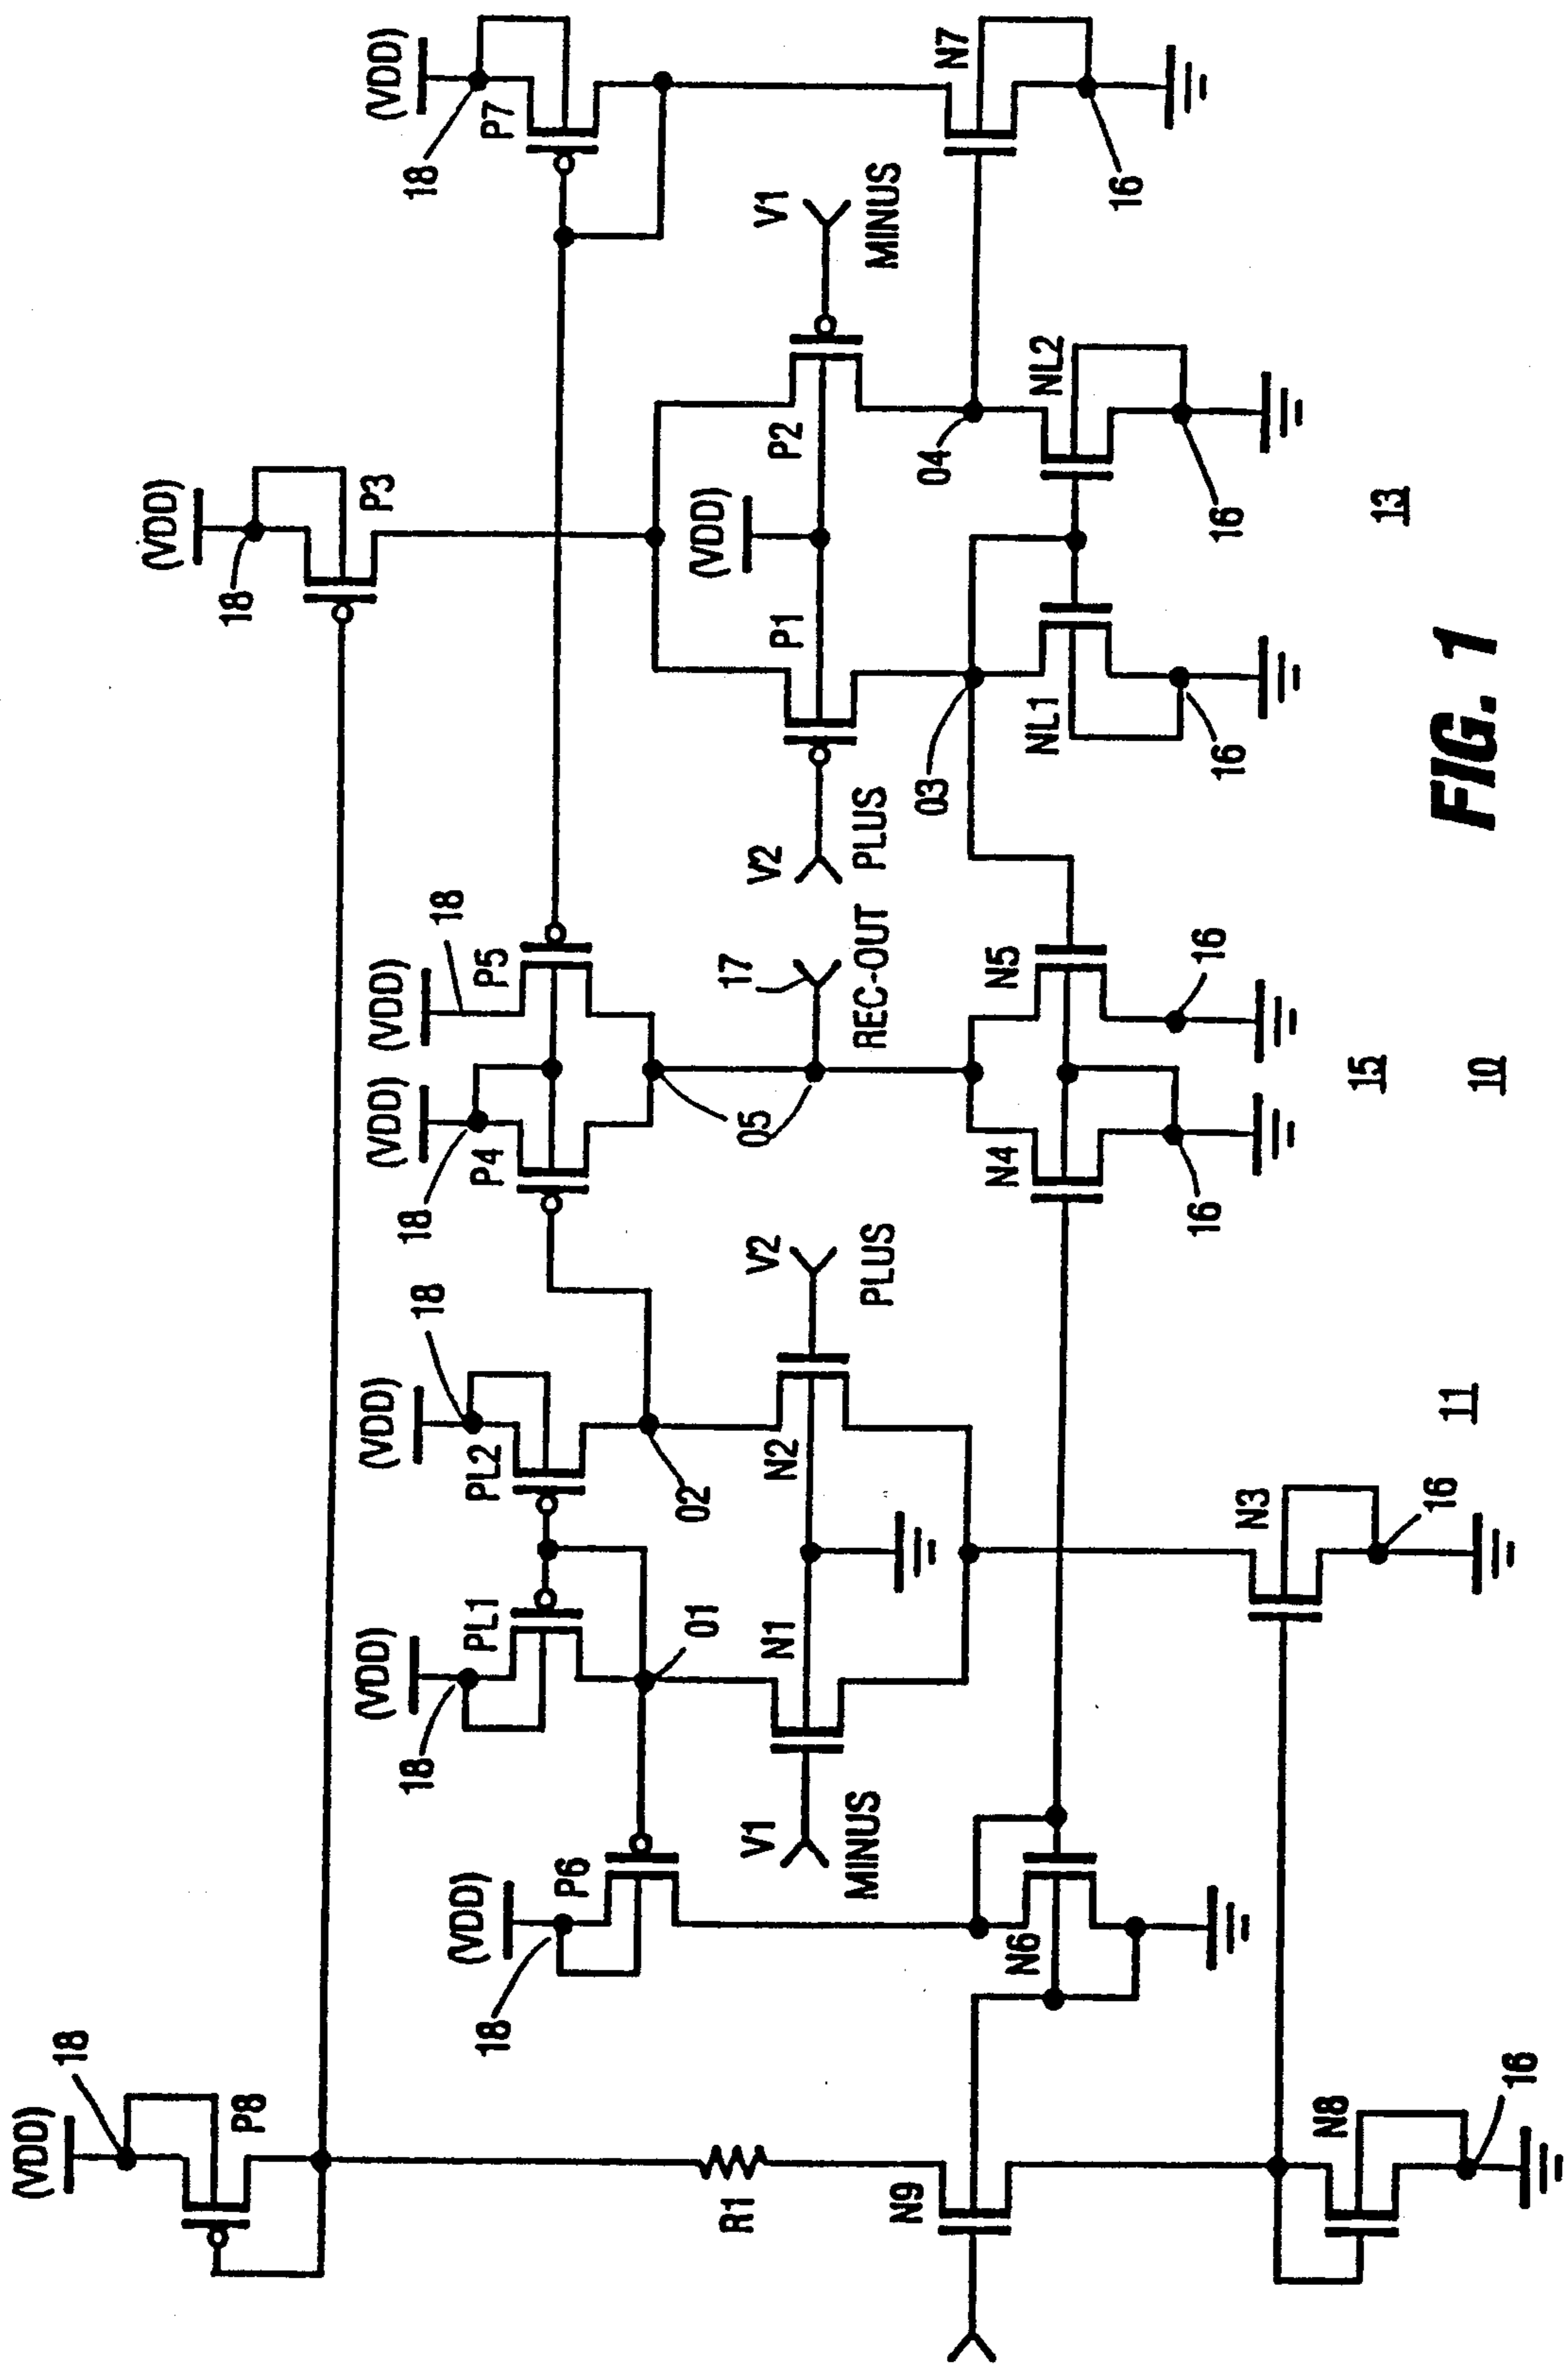 (VDD)
18
P8
R1
N9
N8
16
(VDD)
18
P6
N6
(VDD)
18
PL1
01
V1
MINUS
N1
(VDD)
18
PL2
02
N2
V2
PLUS
N3
16
11
(VDD)
18
P4
(VDD)
18
P5
05
17
REC-OUT
N4
16
N5
16
15
10
(VDD)
18
P3
V2
PLUS
P1
(VDD)
P2
V1
MINUS
03
04
NL1
16
NL2
16
13
(VDD)
18
P7
N7
16
FIG. 1